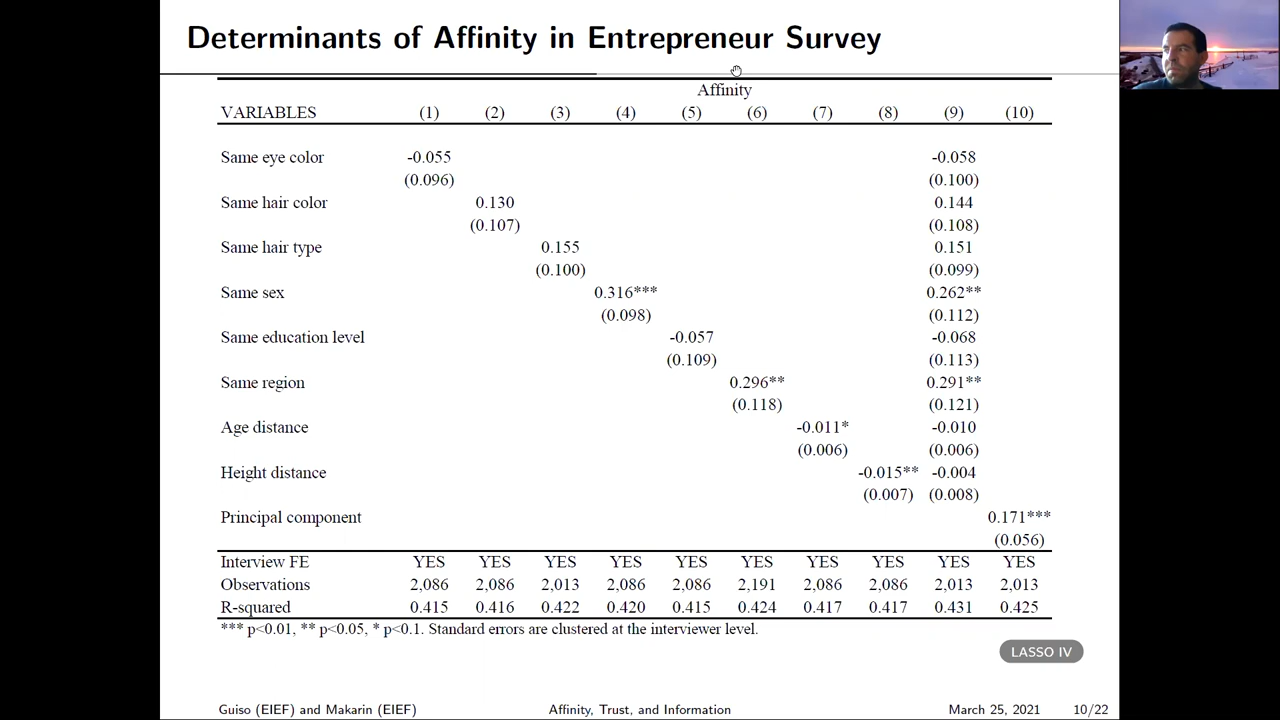 Determinants of Affinity in Entrepreneur Survey
Affinity
VARIABLES (1) (2) (3) (4) (5) (6) (7) (8) (9) (10)
Same eye color -0.055 -0.058
(0.096) (0.100)
Same hair color 0.130 0.144
(0.107) (0.108)
Same hair type 0.155 0.151
(0.100) (0.099)
Same sex 0.316*** 0.262**
(0.098) (0.112)
Same education level -0.057 -0.068
(0.109) (0.113)
Same region 0.296** 0.291**
(0.118) (0.121)
Age distance -0.011* -0.010
(0.006) (0.006)
Height distance -0.015** -0.004
(0.007) (0.008)
Principal component 0.171***
(0.056)
Interview FE YES YES YES YES YES YES YES YES YES YES
Observations 2,086 2,086 2,013 2,086 2,086 2,191 2,086 2,086 2,013 2,013
R-squared 0.415 0.416 0.422 0.420 0.415 0.424 0.417 0.417 0.431 0.425
*** p<0.01, ** p<0.05, * p<0.1. Standard errors are clustered at the interviewer level.
LASSO IV
Guiso (EIEF) and Makarin (EIEF) Affinity, Trust, and Information March 25, 2021 10/22